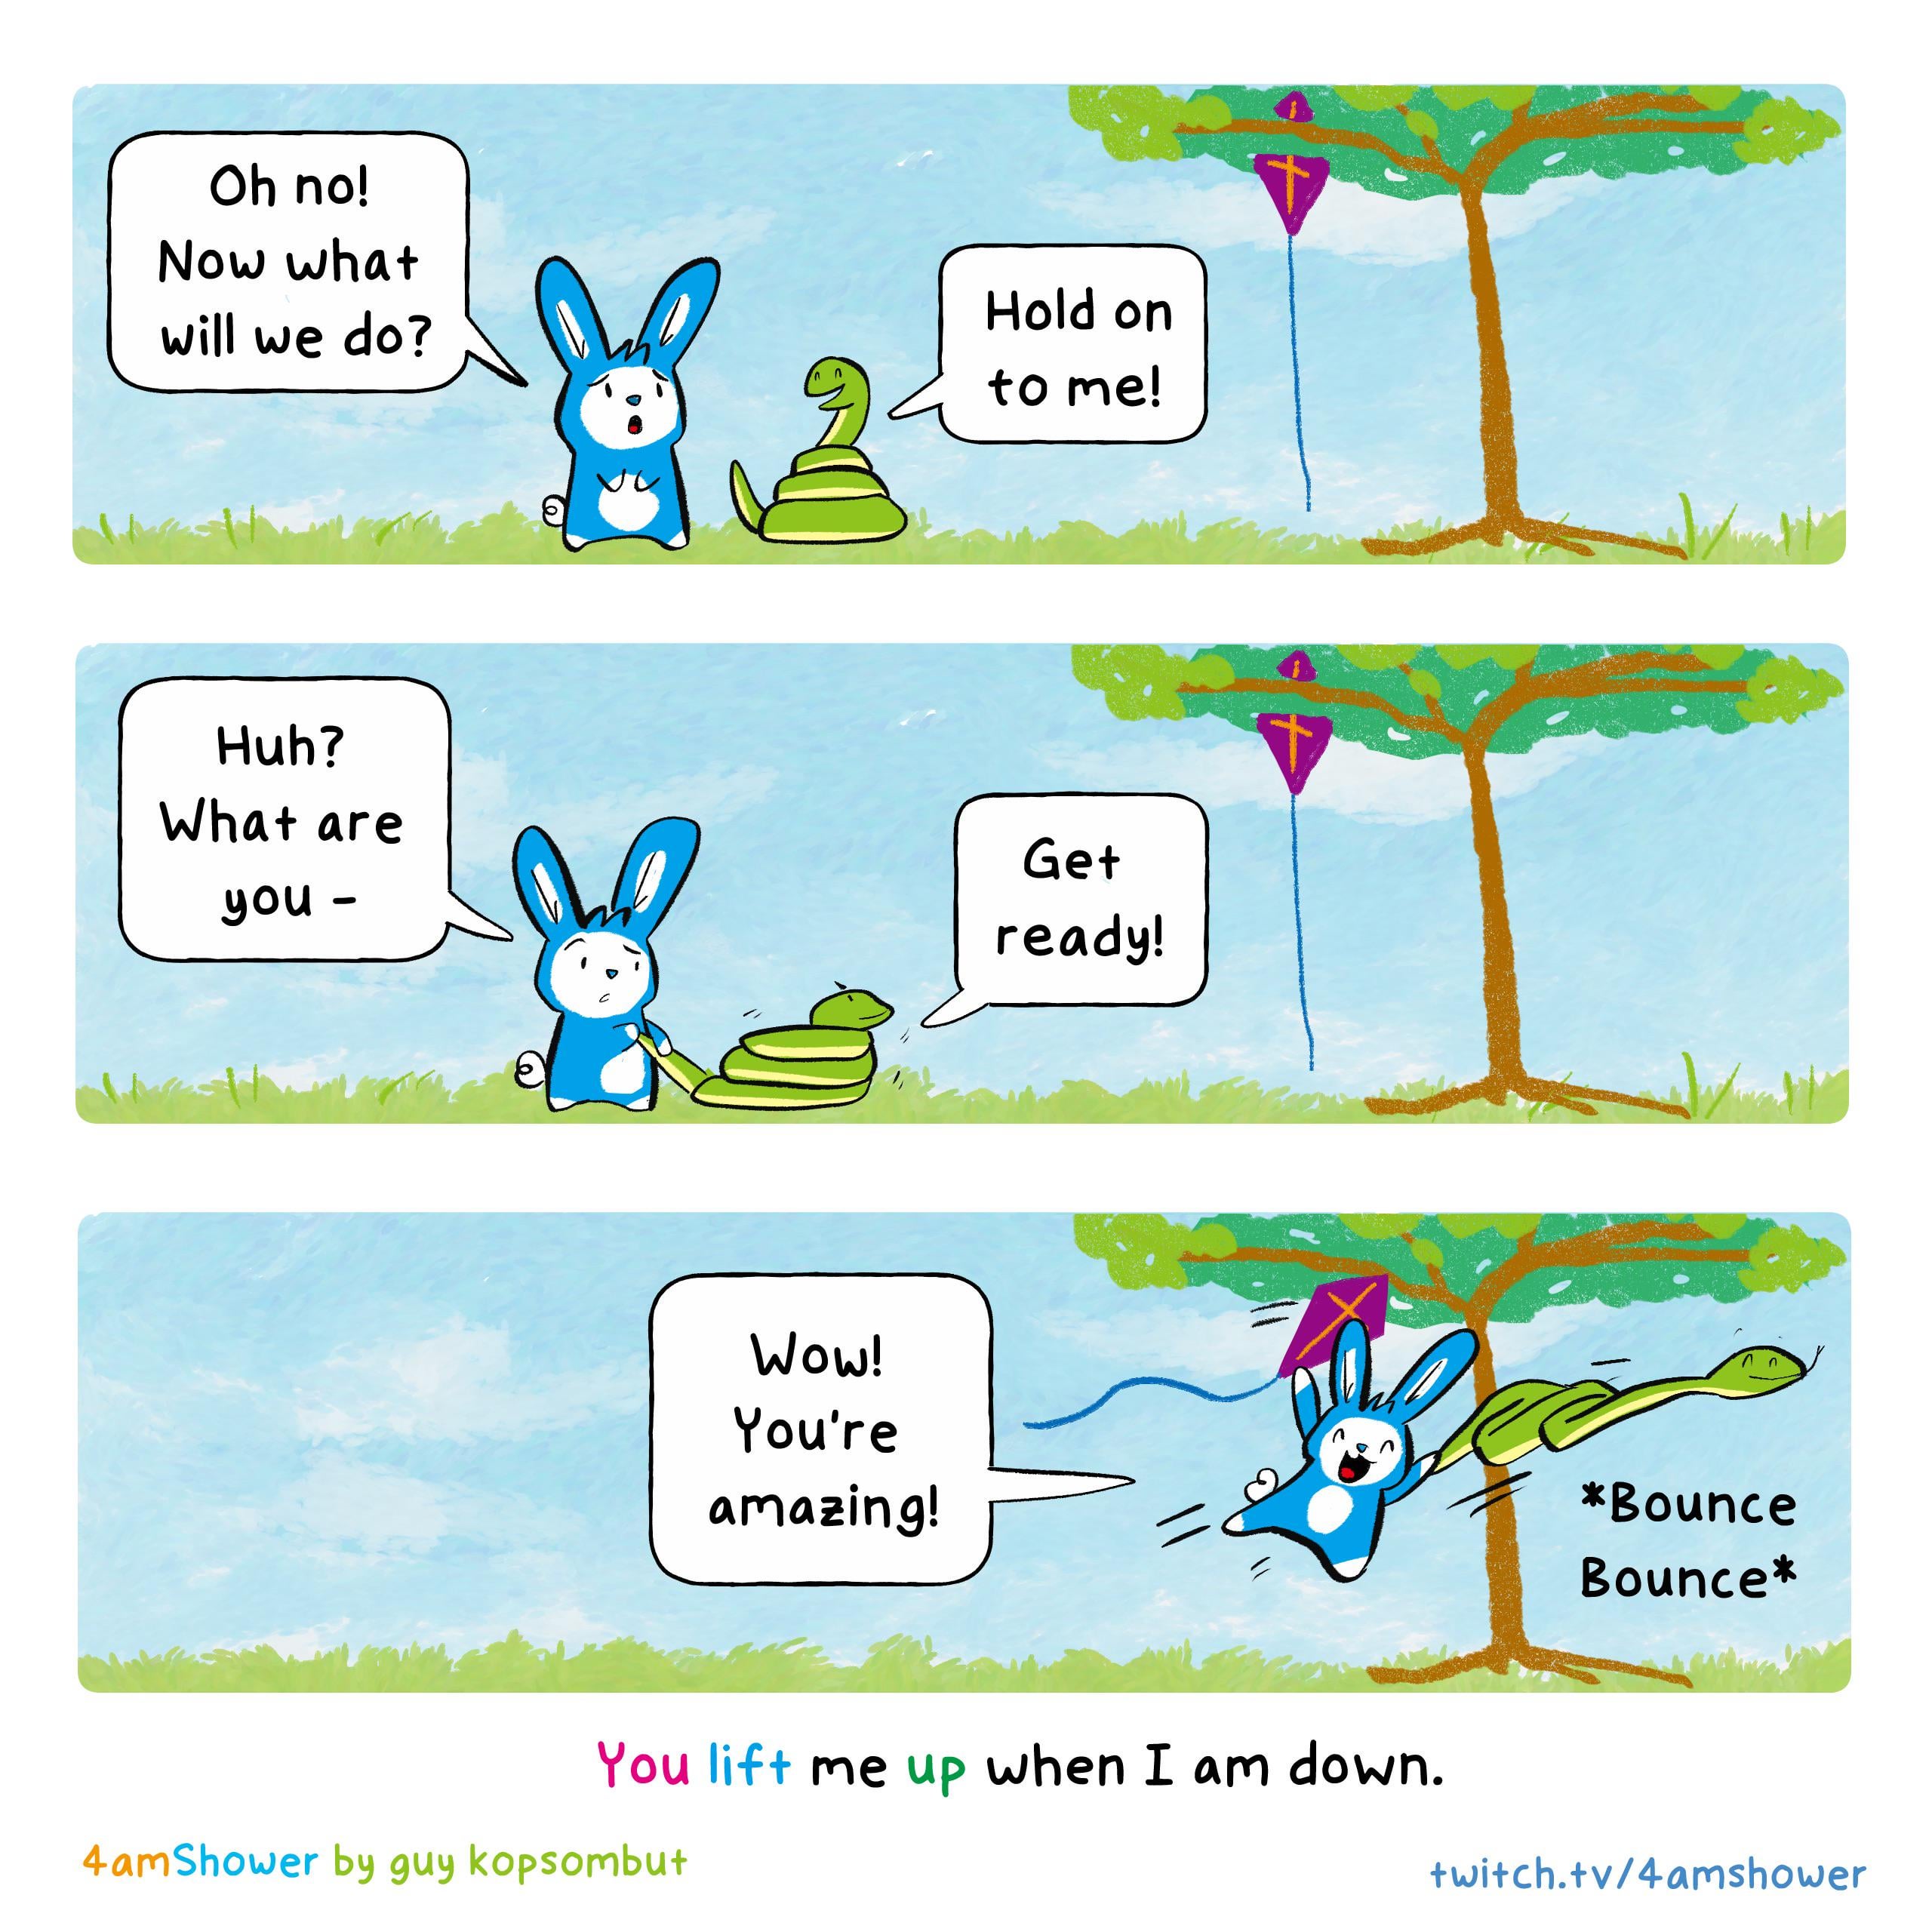 Oh no!
Now what
will we do?
Hold on
to me!
Huh?
What are
you -
Get
ready!
Wow!
You're
amazing!
*Bounce
Bounce*
You lift me up when I am down.
4amShower by guy kopsombut
twitch.tv/4amshower